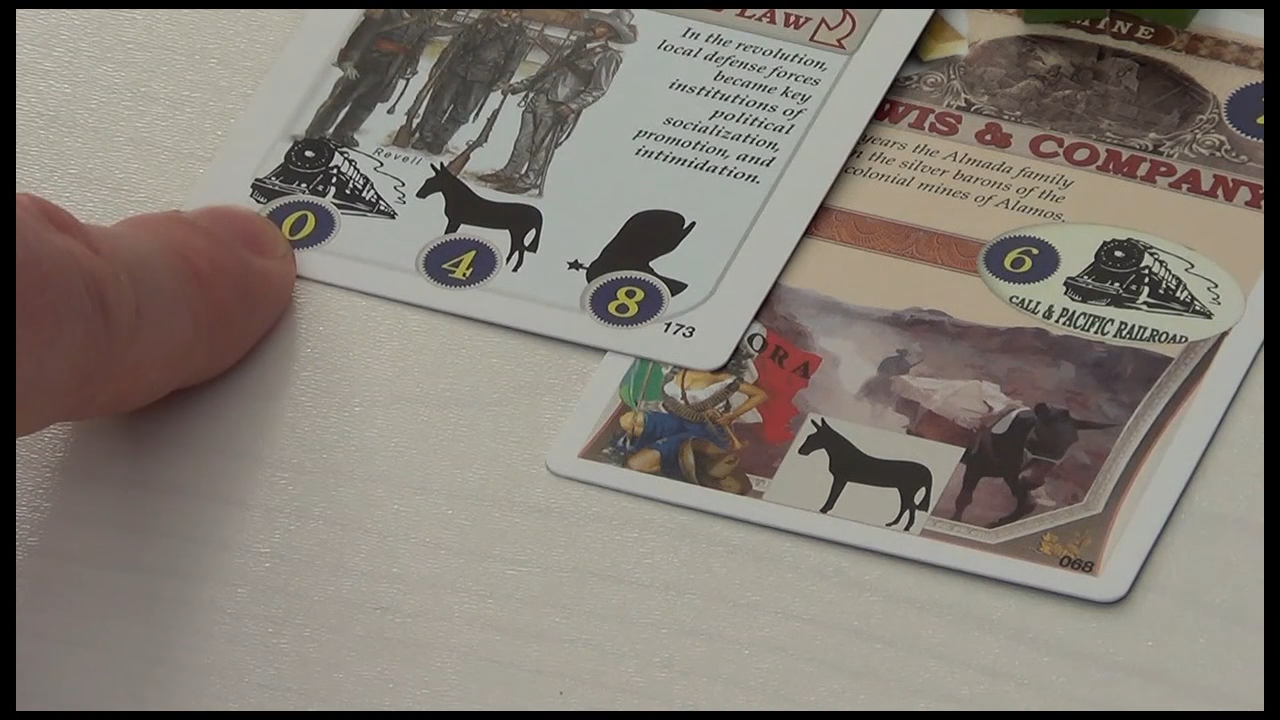 LAW
In the revolution,
local defense forces
became key
institutions of
political
socialization,
promotion, and
intimidation.
Revell
0
4
8
173
WIS & COMPANY
years the Almada family
the silver barons of the
colonial mines of Alamos.
6
CAL & PACIFIC RAILROAD
ORA
068